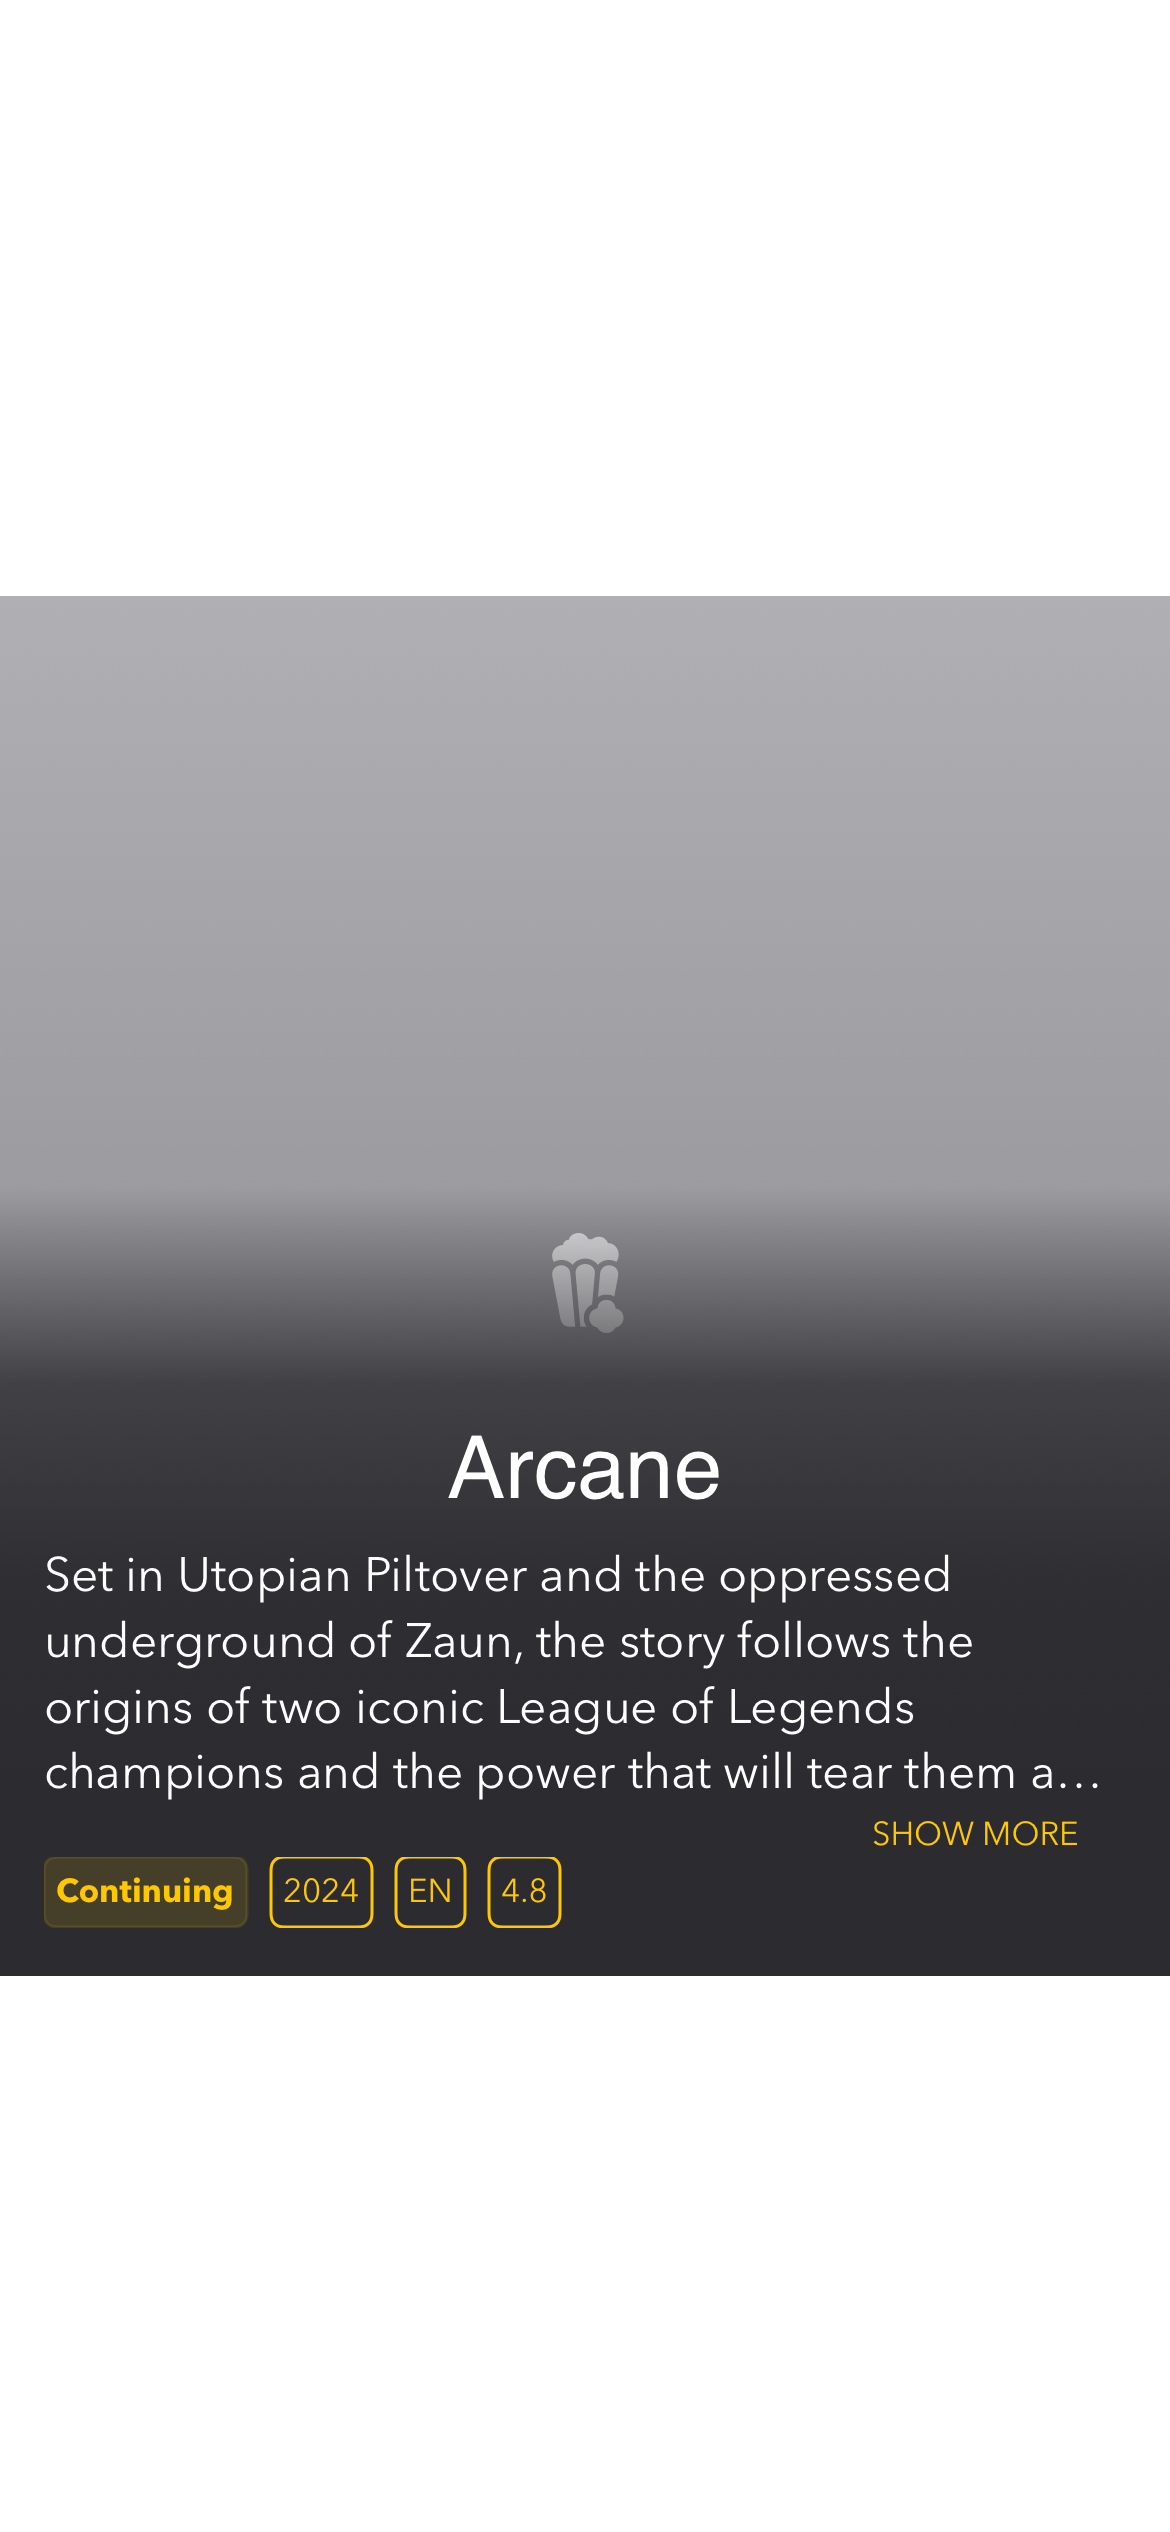 Arcane
Set in Utopian Piltover and the oppressed
underground of Zaun, the story follows the
origins of two iconic League of Legends
champions and the power that will tear them a…
SHOW MORE
Continuing 2024 EN 4.8